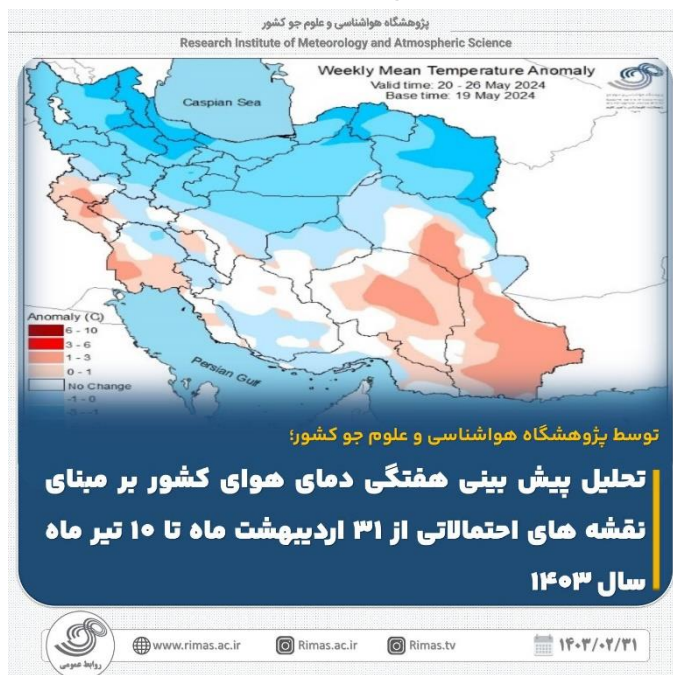 پژوهشگاه هواشناسی و علوم جو کشور
Research Institute of Meteorology and Atmospheric Science
Weekly Mean Temperature Anomaly
Valid time: 20 - 26 May 2024
Base time: 19 May 2024
Caspian Sea
Anomaly (C)
6 - 10
3 - 6
1 - 3
0 - 1
No Change
-1 - 0
Persian Gulf
توسط پژوهشگاه هواشناسی و علوم جو کشور؛
تحلیل پیش بینی هفتگی دمای هوای کشور بر مبنای
نقشه های احتمالاتی از ۳۱ اردیبهشت ماه تا ۱۰ تیر ماه
سال ۱۴۰۳
روابط عمومی
www.rimas.ac.ir
Rimas.ac.ir
Rimas.tv
۱۴۰۳/۰۲/۳۱